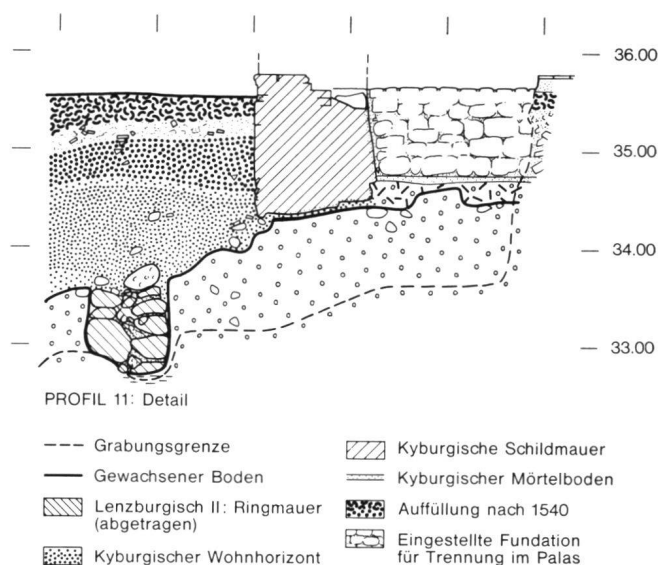 36.00
35.00
34.00
33.00
PROFIL 11: Detail
Grabungsgrenze
Gewachsener Boden
Lenzburgisch II: Ringmauer
(abgetragen)
Kyburgischer Wohnhorizont
Kyburgische Schildmauer
Kyburgischer Mörtelboden
Auffüllung nach 1540
Eingestellte Fundation
für Trennung im Palas